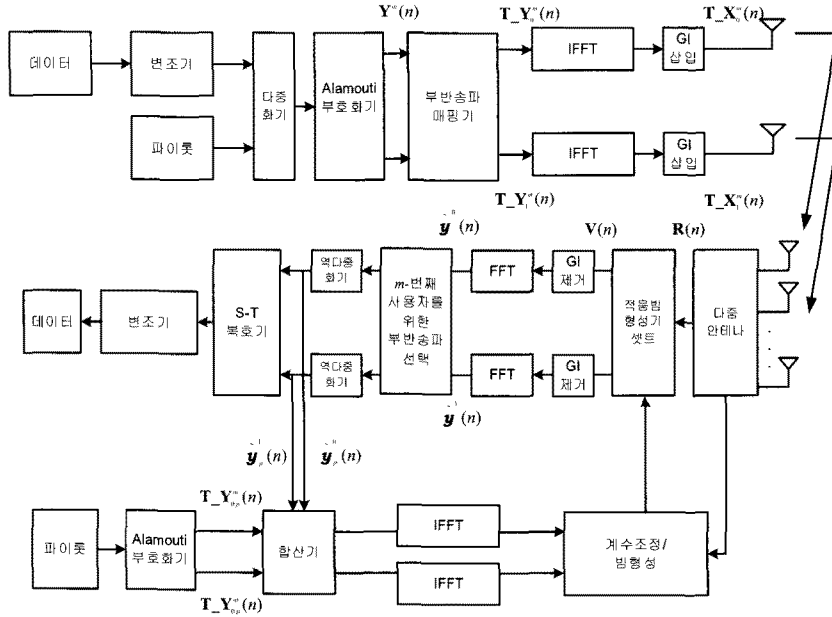 Yᵐ(n)
T_Y₀ᵐ(n)
T_X₀ᵐ(n)
데이터
변조기
다중
화기
Alamouti
부호화기
부반송파
매핑기
IFFT
GI
삽입
파이롯
IFFT
GI
삽입
T_Y₁ᵐ(n)
T_X₁ᵐ(n)
V(n)
R(n)
데이터
변조기
S-T
복호기
역다중
화기
m-번째
사용자를
위한
부반송파
선택
FFT
GI
제거
적응빔
형성기
셋트
다중
안테나
역다중
화기
FFT
GI
제거
파이롯
Alamouti
부호화기
합산기
IFFT
IFFT
계수조정/
빔형성